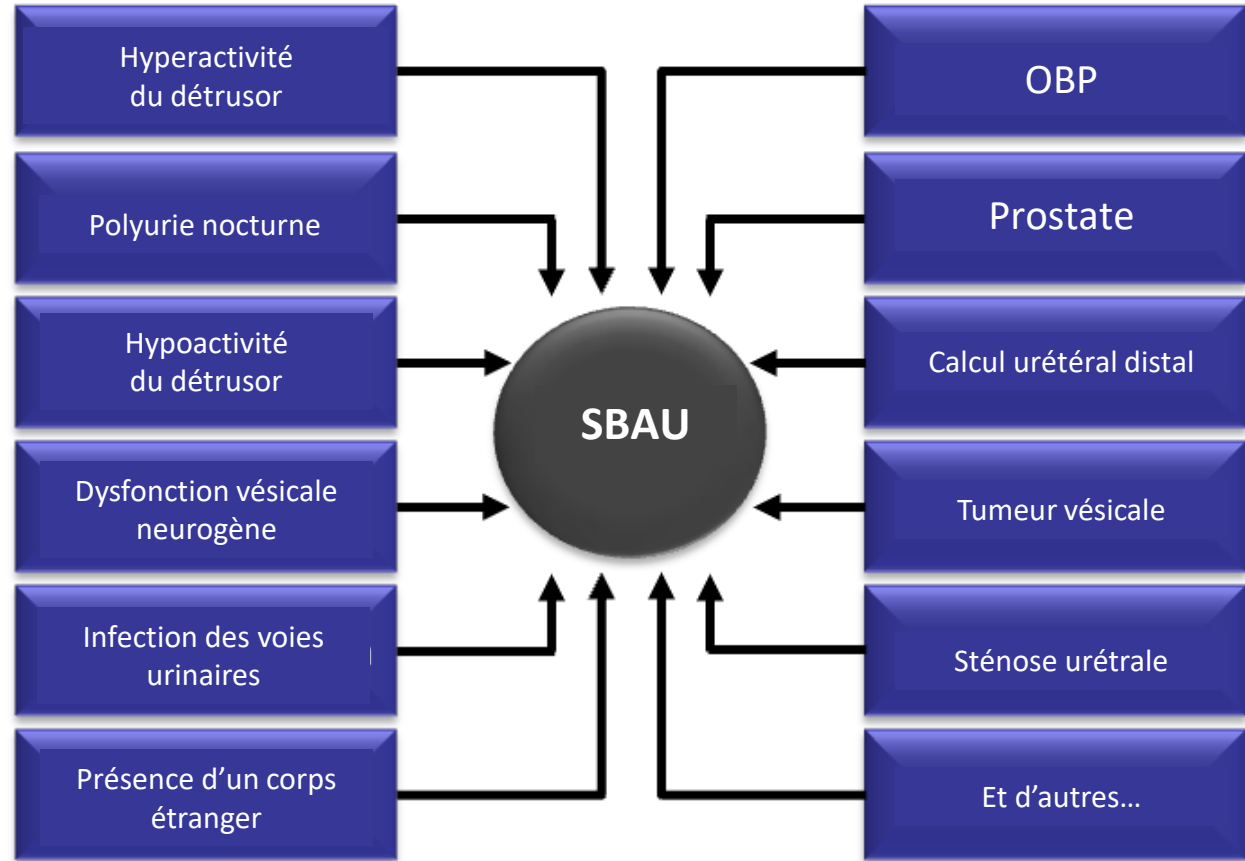 Hyperactivité
du détrusor
Polyurie nocturne
Hypoactivité
du détrusor
Dysfonction vésicale
neurogène
Infection des voies
urinaires
Présence d’un corps
étranger
SBAU
OBP
Prostate
Calcul urétéral distal
Tumeur vésicale
Sténose urétrale
Et d’autres…